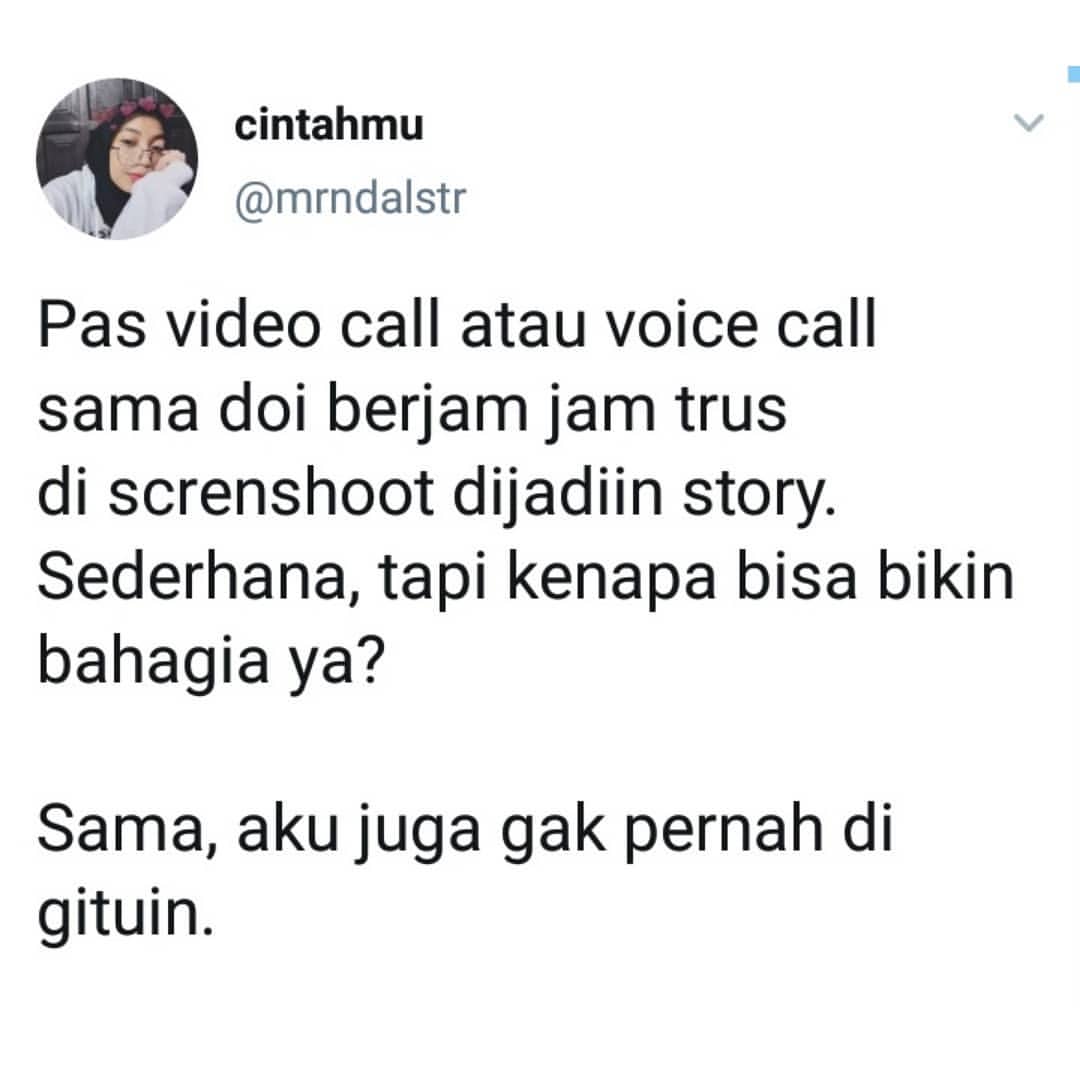 cintahmu
@mrndalstr
Pas video call atau voice call
sama doi berjam jam trus
di screnshoot dijadiin story.
Sederhana, tapi kenapa bisa bikin
bahagia ya?
Sama, aku juga gak pernah di
gituin.